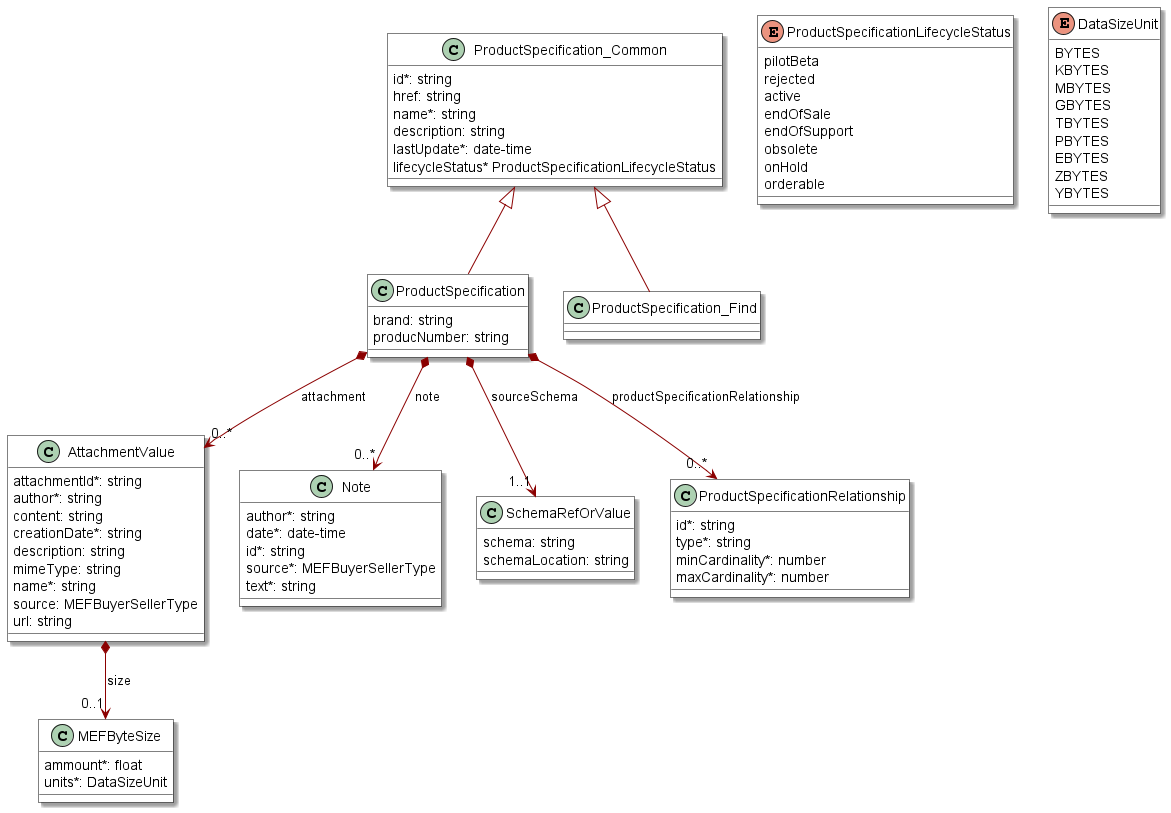 C ProductSpecification_Common
id*: string
href: string
name*: string
description: string
lastUpdate*: date-time
lifecycleStatus* ProductSpecificationLifecycleStatus
E ProductSpecificationLifecycleStatus
pilotBeta
rejected
active
endOfSale
endOfSupport
obsolete
onHold
orderable
E DataSizeUnit
BYTES
KBYTES
MBYTES
GBYTES
TBYTES
PBYTES
EBYTES
ZBYTES
YBYTES
C ProductSpecification
brand: string
producNumber: string
C ProductSpecification_Find
attachment
note
sourceSchema
productSpecificationRelationship
0..*
0..*
1..1
0..*
C AttachmentValue
attachmentId*: string
author*: string
content: string
creationDate*: string
description: string
mimeType: string
name*: string
source: MEFBuyerSellerType
url: string
C Note
author*: string
date*: date-time
id*: string
source*: MEFBuyerSellerType
text*: string
C SchemaRefOrValue
schema: string
schemaLocation: string
C ProductSpecificationRelationship
id*: string
type*: string
minCardinality*: number
maxCardinality*: number
size
0..1
C MEFByteSize
ammount*: float
units*: DataSizeUnit